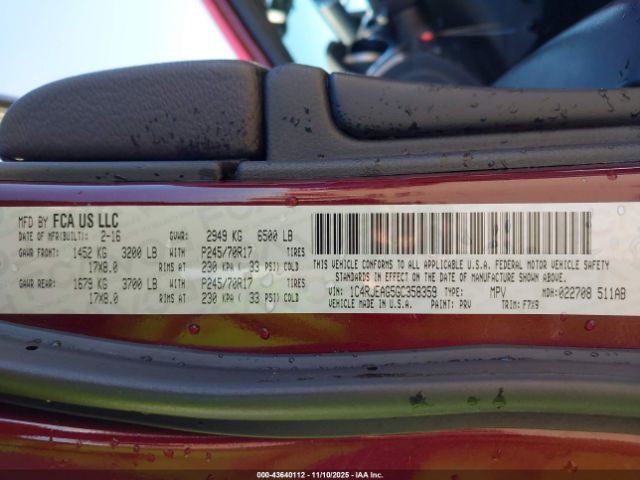 MFD BY FCA US LLC
DATE OF MFR(BUILT): 2-16 GVWR: 2949 KG 6500 LB
GAWR FRONT: 1452 KG 3200 LB WITH P245/70R17 TIRES
17X8.0 RIMS AT 230 KPA ( 33 PSI) COLD
GAWR REAR: 1679 KG 3700 LB WITH P245/70R17 TIRES
17X8.0 RIMS AT 230 KPA ( 33 PSI) COLD
THIS VEHICLE CONFORMS TO ALL APPLICABLE U.S.A. FEDERAL MOTOR VEHICLE SAFETY
STANDARDS IN EFFECT ON THE DATE OF MANUFACTURE SHOWN ABOVE.
VIN: 1C4RJEAG5GC358359 TYPE: MPV MDH: 022708 511AB
VEHICLE MADE IN U.S.A. PAINT: PRV TRIM: F7X9
000-43640112 - 11/10/2025 - IAA Inc.